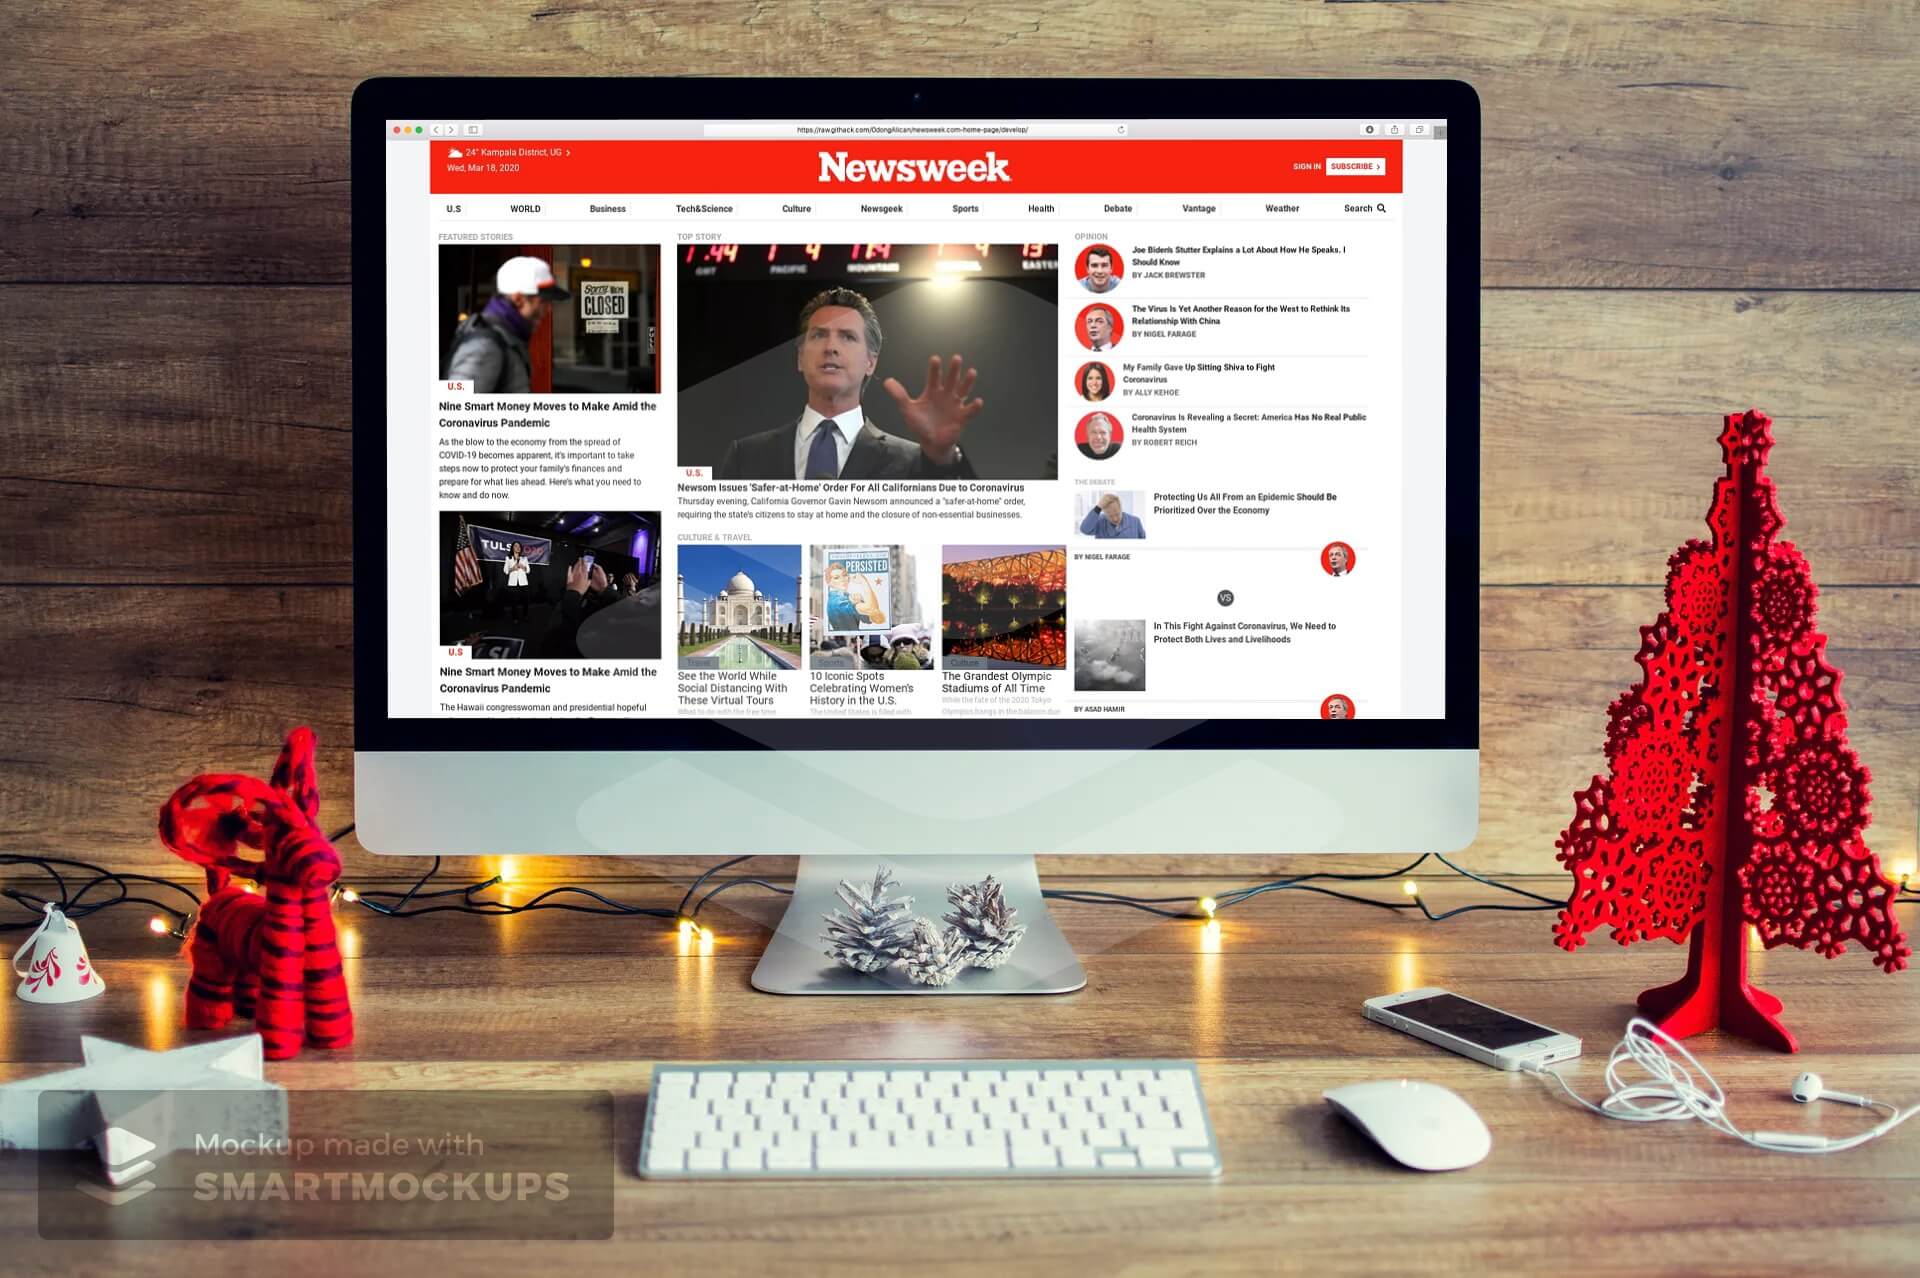 https://raw.githack.com/OdongAlican/newsweek.com-home-page/develop/
24° Kampala District, UG >
Wed, Mar 18, 2020
Newsweek
SIGN IN
SUBSCRIBE >
U.S
WORLD
Business
Tech&Science
Culture
Newsgeek
Sports
Health
Debate
Vantage
Weather
Search
FEATURED STORIES
Sorry WE'RE
CLOSED
PULL
U.S.
Nine Smart Money Moves to Make Amid the
Coronavirus Pandemic
As the blow to the economy from the spread of
COVID-19 becomes apparent, it's important to take
steps now to protect your family's finances and
prepare for what lies ahead. Here's what you need to
know and do now.
TULSI 2020
U.S
Nine Smart Money Moves to Make Amid the
Coronavirus Pandemic
The Hawaii congresswoman and presidential hopeful
TOP STORY
GMT
PACIFIC
MOUNTAIN
EASTE
U.S.
Newsom Issues 'Safer-at-Home' Order For All Californians Due to Coronavirus
Thursday evening, California Governor Gavin Newsom announced a "safer-at-home" order,
requiring the state's citizens to stay at home and the closure of non-essential businesses.
CULTURE & TRAVEL
Travel
See the World While
Social Distancing With
These Virtual Tours
What to do with the free time
PERSISTED
Sports
10 Iconic Spots
Celebrating Women's
History in the U.S.
The United States is filled with
Culture
The Grandest Olympic
Stadiums of All Time
While the fate of the 2020 Tokyo
Olympics hangs in the balance due
OPINION
Joe Biden's Stutter Explains a Lot About How He Speaks. I
Should Know
BY JACK BREWSTER
The Virus Is Yet Another Reason for the West to Rethink Its
Relationship With China
BY NIGEL FARAGE
My Family Gave Up Sitting Shiva to Fight
Coronavirus
BY ALLY KEHOE
Coronavirus Is Revealing a Secret: America Has No Real Public
Health System
BY ROBERT REICH
THE DEBATE
Protecting Us All From an Epidemic Should Be
Prioritized Over the Economy
BY NIGEL FARAGE
VS
In This Fight Against Coronavirus, We Need to
Protect Both Lives and Livelihoods
BY ASAD HAMIR
Mockup made with
SMARTMOCKUPS